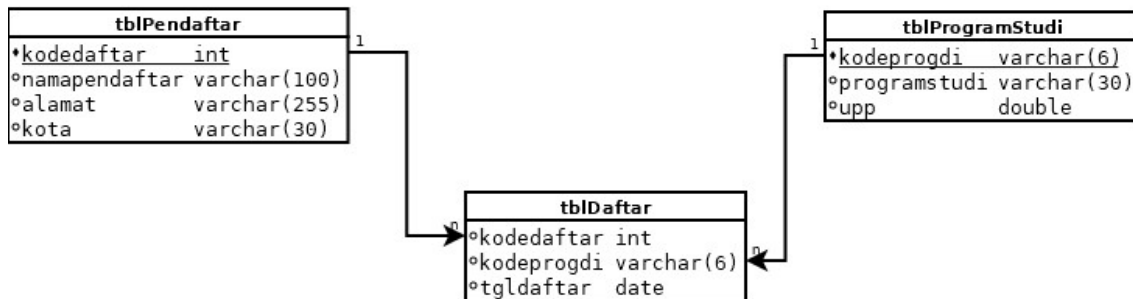 tblPendaftar
kodedaftar int
namapendaftar varchar(100)
alamat varchar(255)
kota varchar(30)
1
tblProgramStudi
1
kodeprogdi varchar(6)
programstudi varchar(30)
upp double
tblDaftar
n
kodedaftar int
kodeprogdi varchar(6)
n
tgldaftar date